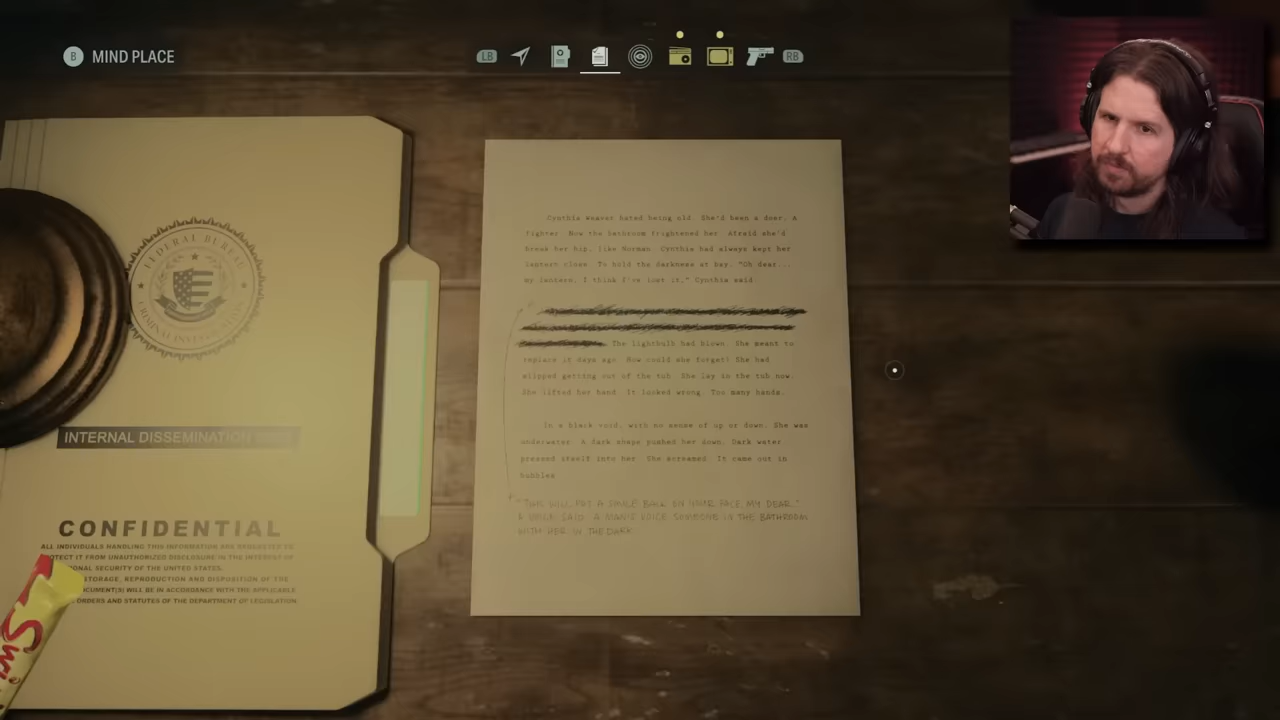 B MIND PLACE
LB RB
FEDERAL BUREAU
CRIMINAL INVESTIGATION
INTERNAL DISSEMINATION ONLY
CONFIDENTIAL
ALL INDIVIDUALS HANDLING THIS INFORMATION ARE REQUESTED TO
PROTECT IT FROM UNAUTHORIZED DISCLOSURE IN THE INTEREST OF
ONAL SECURITY OF THE UNITED STATES.
STORAGE, REPRODUCTION AND DISPOSITION OF THE
CUMENT(S) WILL BE IN ACCORDANCE WITH THE APPLICABLE
ORDERS AND STATUTES OF THE DEPARTMENT OF LEGISLATION
Cynthia Weaver hated being old. She'd been a doer. A
fighter. Now the bathroom frightened her. Afraid she'd
break her hip, like Norman. Cynthia had always kept her
lantern close. To hold the darkness at bay. "Oh dear...
my lantern, I think I've lost it," Cynthia said.
The lightbulb had blown. She meant to
replace it days ago. How could she forget? She had
slipped getting out of the tub. She lay in the tub now.
She lifted her hand. It looked wrong. Too many hands.
In a black void, with no sense of up or down. She was
underwater. A dark shape pushed her down. Dark water
pressed itself into her. She screamed. It came out in
bubbles
"THIS WILL PUT A SMILE BACK ON YOUR FACE MY DEAR."
A VOICE SAID. A MAN'S VOICE SOMEONE IN THE BATHROOM
WITH HER IN THE DARK